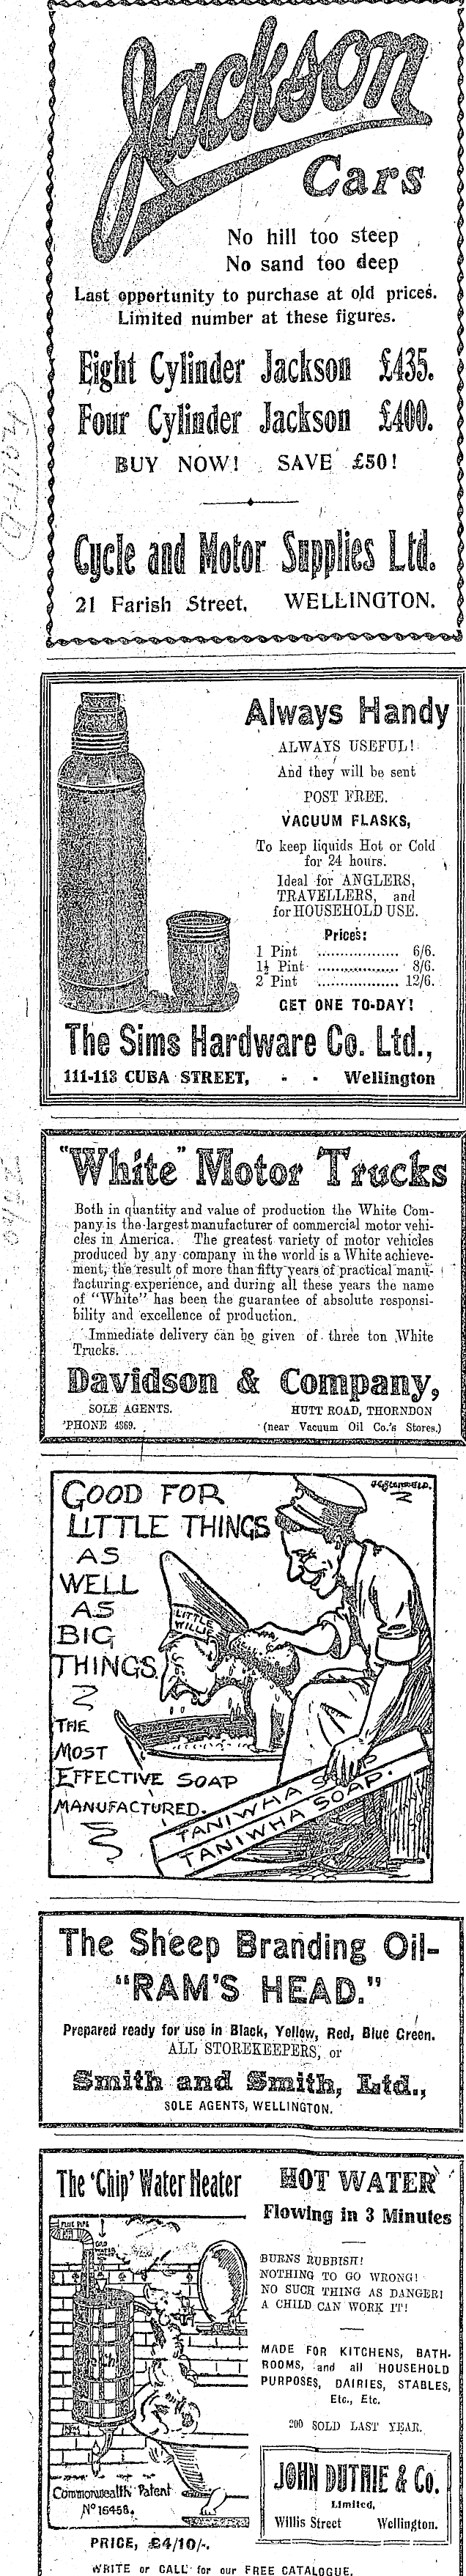 Jackson
Cars
No hill too steep
No sand too deep
Last opportunity to purchase at old prices.
Limited number at these figures.
Eight Cylinder Jackson £435.
Four Cylinder Jackson £400.
BUY NOW! SAVE £50!
Cycle and Motor Supplies Ltd.
21 Farish Street, WELLINGTON.
Always Handy
ALWAYS USEFUL!
And they will be sent
POST FREE.
VACUUM FLASKS,
To keep liquids Hot or Cold
for 24 hours.
Ideal for ANGLERS,
TRAVELLERS, and
for HOUSEHOLD USE.
Prices:
1 Pint .................. 6/6.
1½ Pint .................. 8/6.
2 Pint .................. 12/6.
GET ONE TO-DAY!
The Sims Hardware Co. Ltd.,
111-113 CUBA STREET, - - Wellington
"White" Motor Trucks
Both in quantity and value of production the White Com-
pany is the largest manufacturer of commercial motor vehi-
cles in America. The greatest variety of motor vehicles
produced by any company in the world is a White achieve-
ment, the result of more than fifty years of practical manu-
facturing experience, and during all these years the name
of "White" has been the guarantee of absolute responsi-
bility and excellence of production.
Immediate delivery can be given of three ton White
Trucks.
Davidson & Company,
SOLE AGENTS. HUTT ROAD, THORNDON
'PHONE 4869. (near Vacuum Oil Co.'s Stores.)
GOOD FOR
LITTLE THINGS
AS
WELL
AS
BIG
THINGS
LITTLE
WILLIE
THE
MOST
EFFECTIVE SOAP
MANUFACTURED.
TANIWHA SOAP
TANIWHA SOAP.
The Sheep Branding Oil-
"RAM'S HEAD."
Prepared ready for use in Black, Yellow, Red, Blue Green.
ALL STOREKEEPERS, or
Smith and Smith, Ltd.,
SOLE AGENTS, WELLINGTON.
The 'Chip' Water Heater
HOT WATER
Flowing in 3 Minutes
BURNS RUBBISH!
NOTHING TO GO WRONG!
NO SUCH THING AS DANGER!
A CHILD CAN WORK IT!
MADE FOR KITCHENS, BATH-
ROOMS, and all HOUSEHOLD
PURPOSES, DAIRIES, STABLES,
Etc., Etc.
200 SOLD LAST YEAR.
Commonwealth Patent
No 16458.
JOHN DUTHIE & Co.
Limited,
Willis Street Wellington.
PRICE, £4/10/-.
WRITE or CALL for our FREE CATALOGUE.